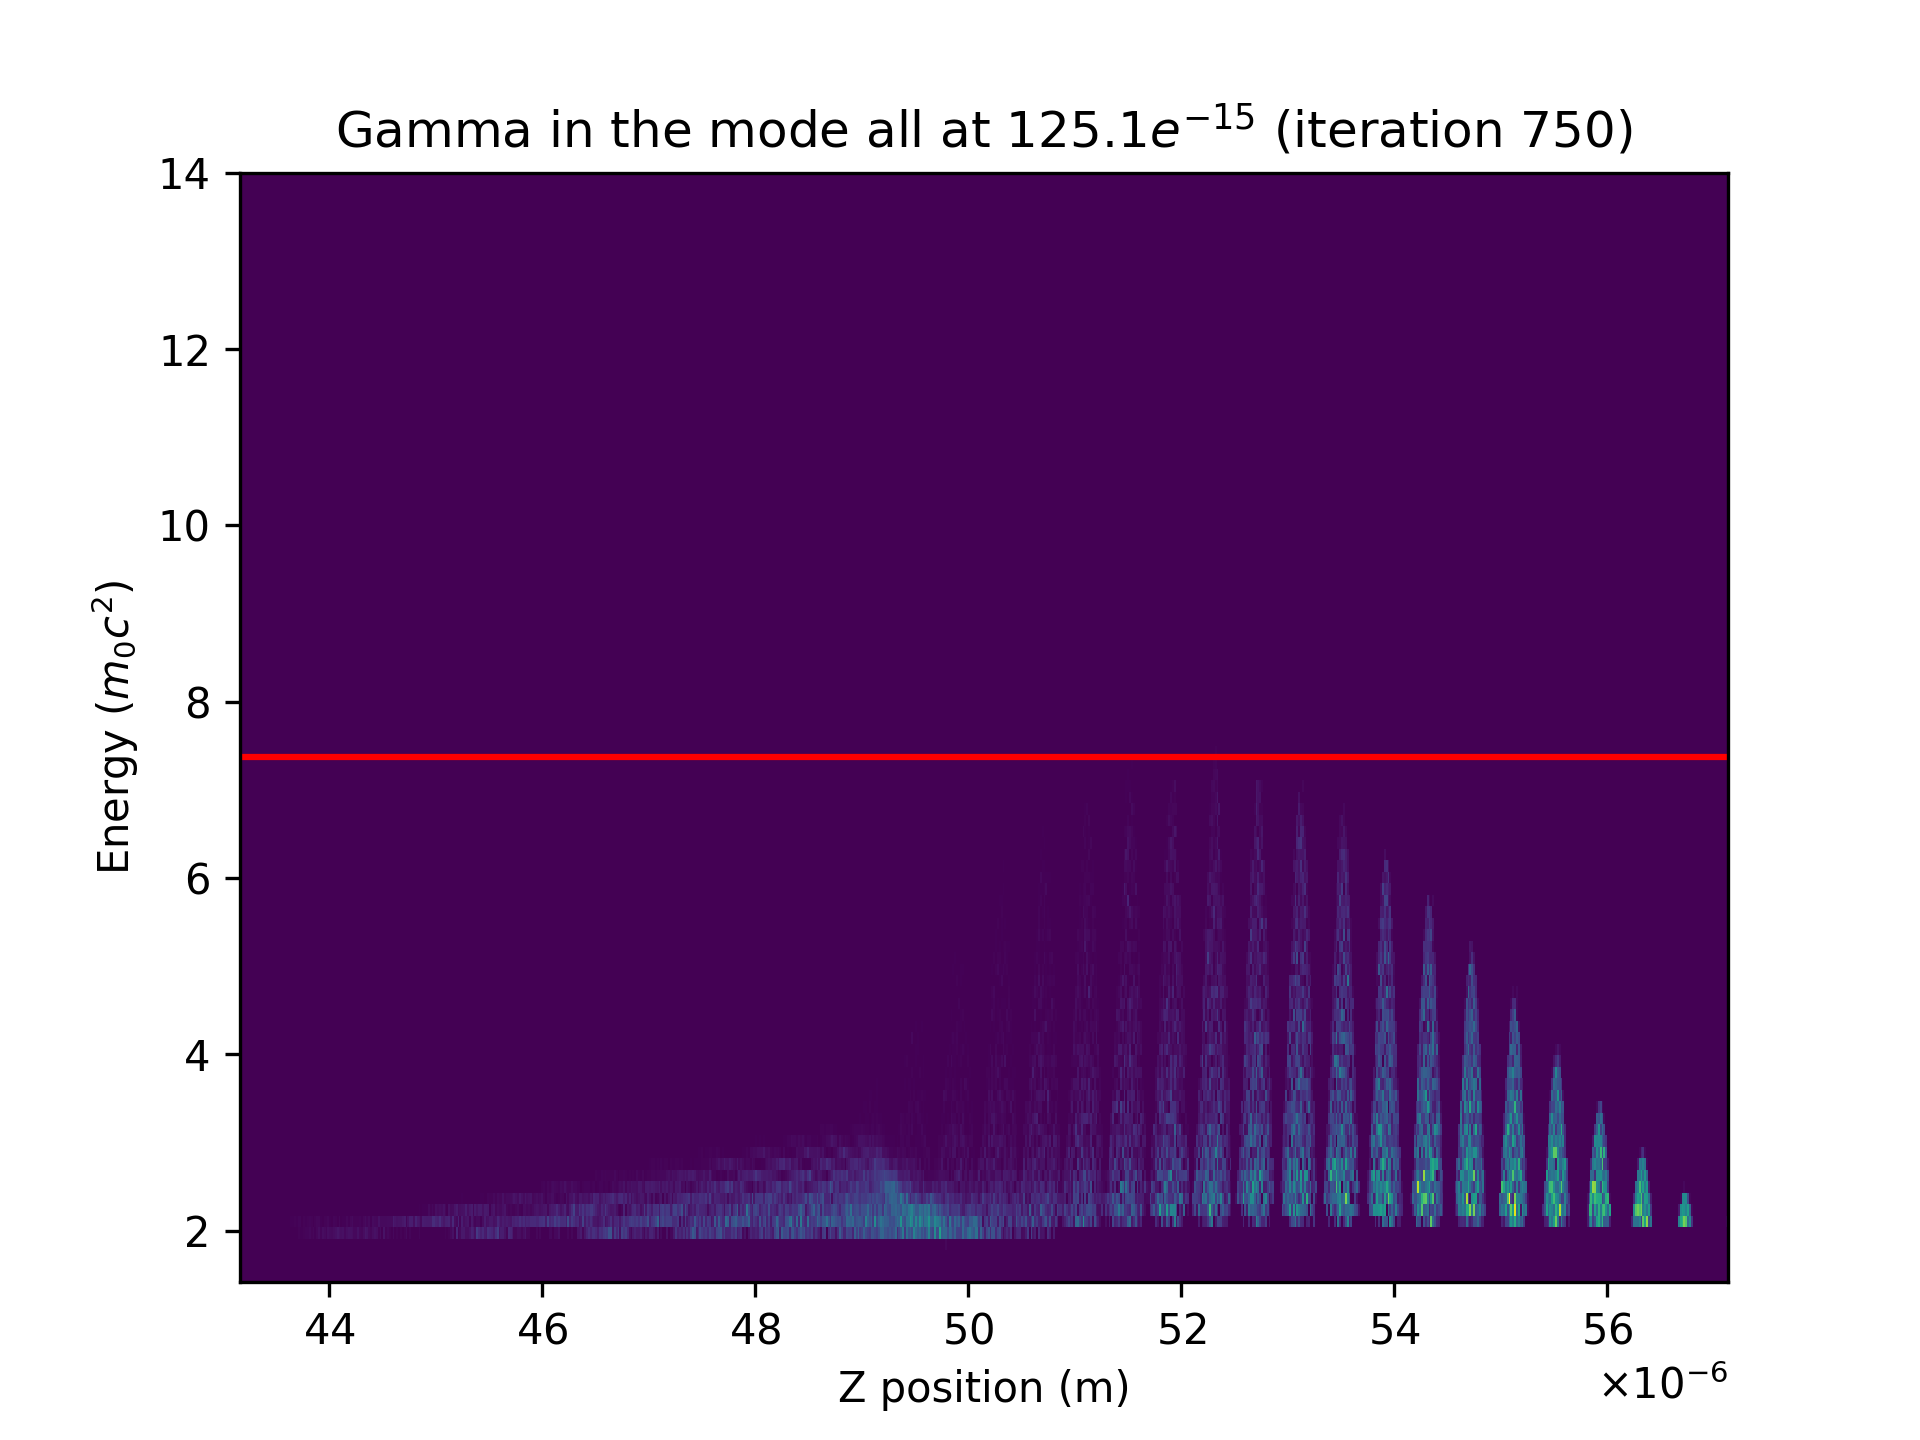 Gamma in the mode all at 125.1e⁻¹⁵ (iteration 750)
14
12
10
8
6
4
2
Energy (m₀c²)
44 46 48 50 52 54 56
×10⁻⁶
Z position (m)